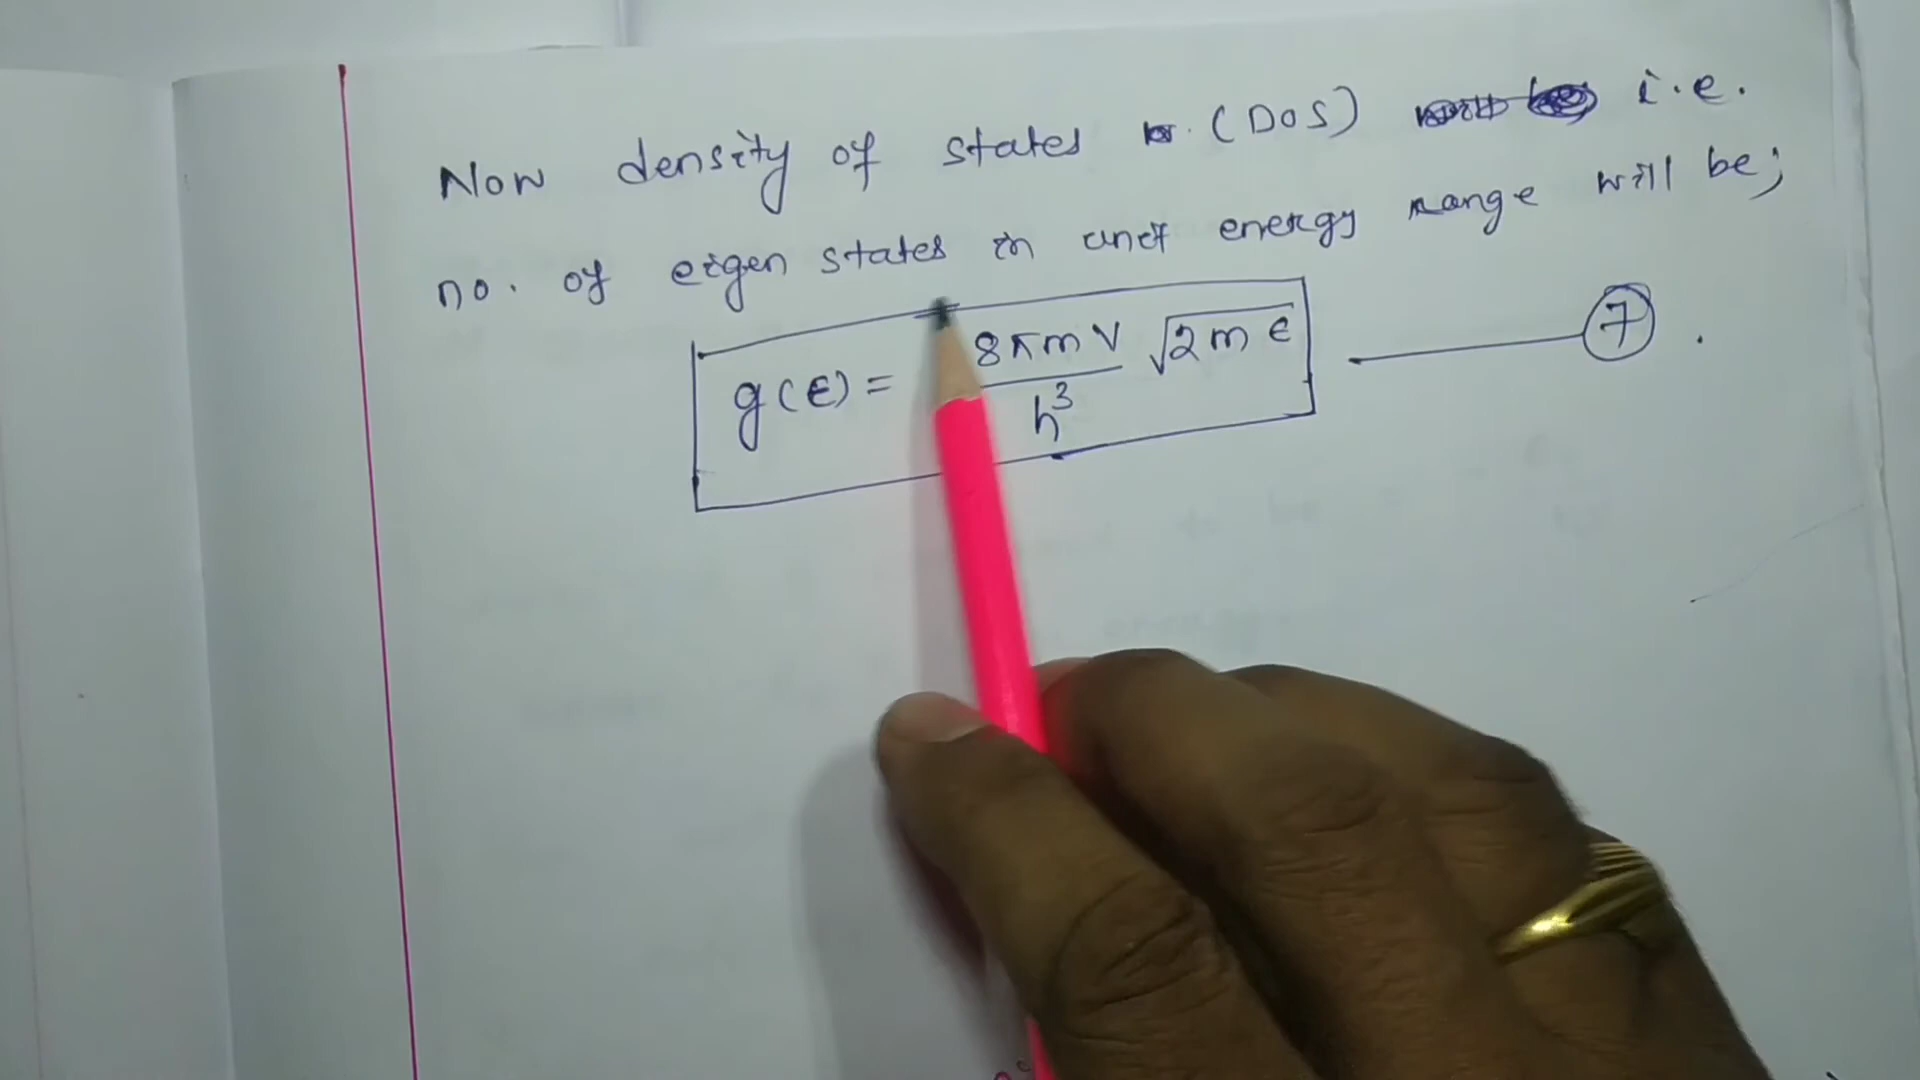 Now density of states (DOS) i.e.
no. of eigen states in unit energy range will be;
g(ϵ) = 8πmV/h³ √2mϵ ——— 7 .